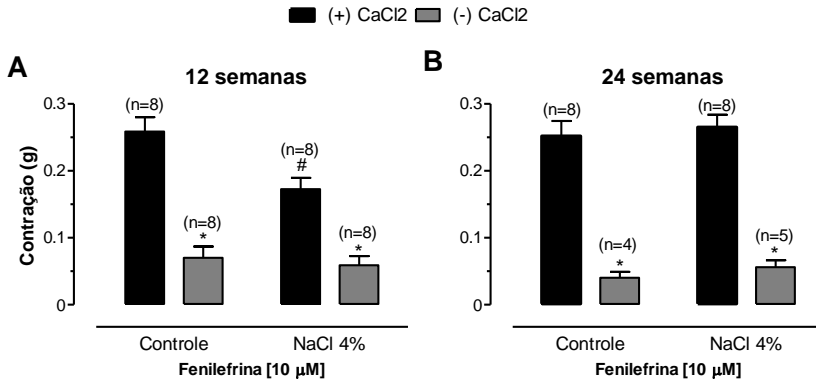 (+) CaCl2 (-) CaCl2
A
12 semanas
Contração (g)
0.3
0.2
0.1
0
(n=8)
(n=8)
*
(n=8)
#
(n=8)
*
Controle NaCl 4%
Fenilefrina [10 μM]
B
24 semanas
0.3
0.2
0.1
0
(n=8)
(n=4)
*
(n=8)
(n=5)
*
Controle NaCl 4%
Fenilefrina [10 μM]